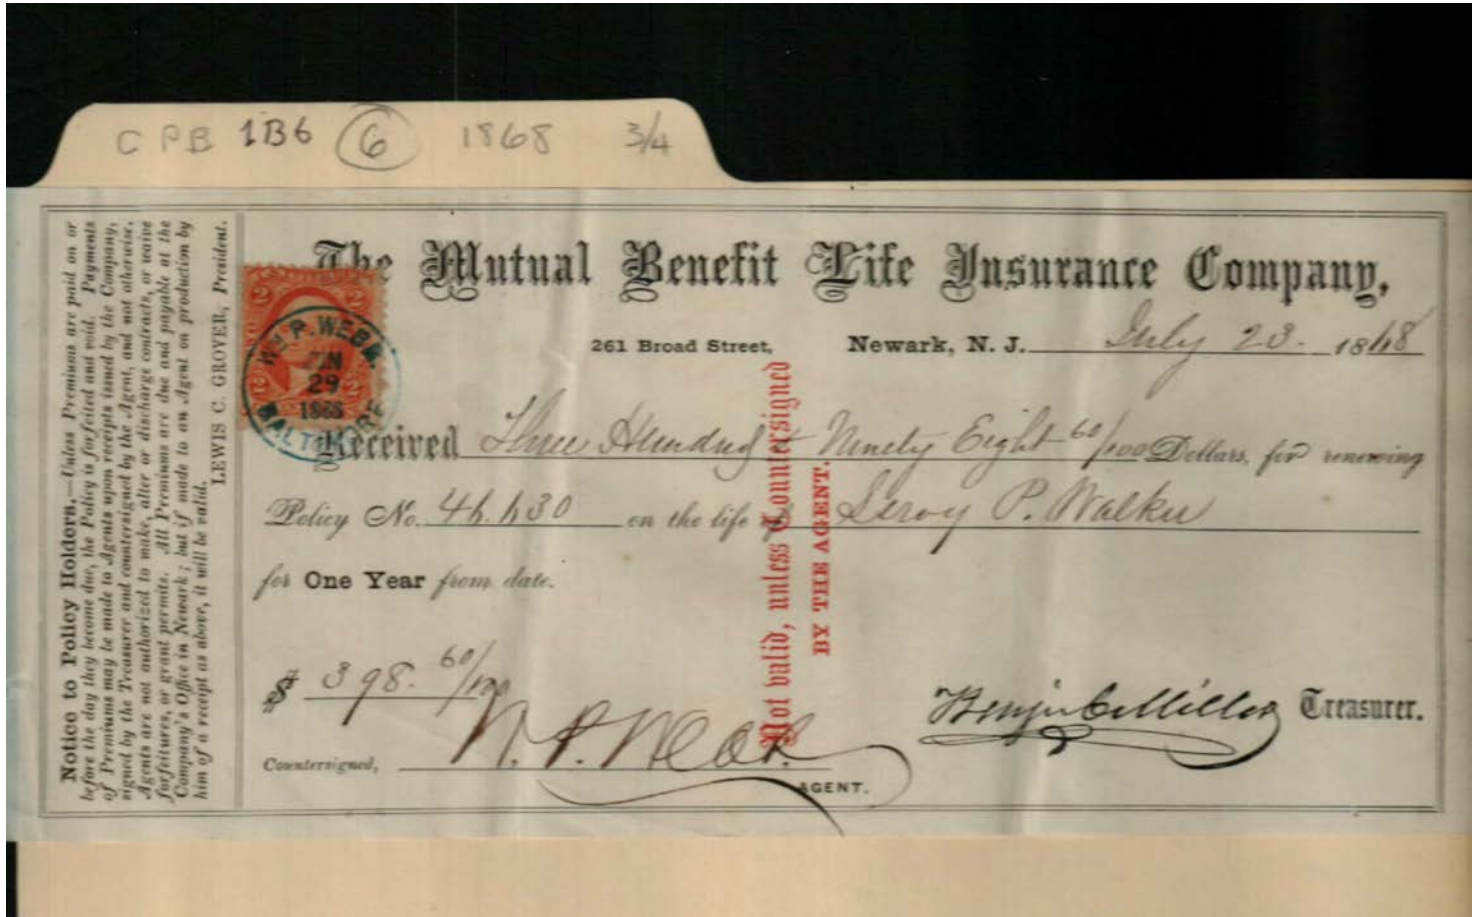 CPB 1B6 6 1868 3/4
The Mutual Benefit Life Insurance Company,
261 Broad Street, Newark, N. J. July 23. 1868
Received Three Hundred & Ninety Eight 60/100 Dollars, for renewing
Policy No. 46.630 on the life of Leroy P. Walker
for One Year from date.
$ 398. 60/100
Countersigned,
AGENT.
Benjn C. Miller Treasurer.
Not valid, unless Countersigned
BY THE AGENT.
2 2
WM P. WEBB.
JUN
29
1868
BALTIMORE
Notice to Policy Holders.—Unless Premiums are paid on or
before the day they become due, the Policy is forfeited and void. Payments
of Premiums may be made to Agents upon receipts issued by the Company,
signed by the Treasurer and countersigned by the Agent, and not otherwise.
Agents are not authorized to make, alter or discharge contracts, or waive
forfeitures, or grant permits. All Premiums are due and payable at the
Company's Office in Newark; but if made to an Agent on production by
him of a receipt as above, it will be valid.
LEWIS C. GROVER, President.